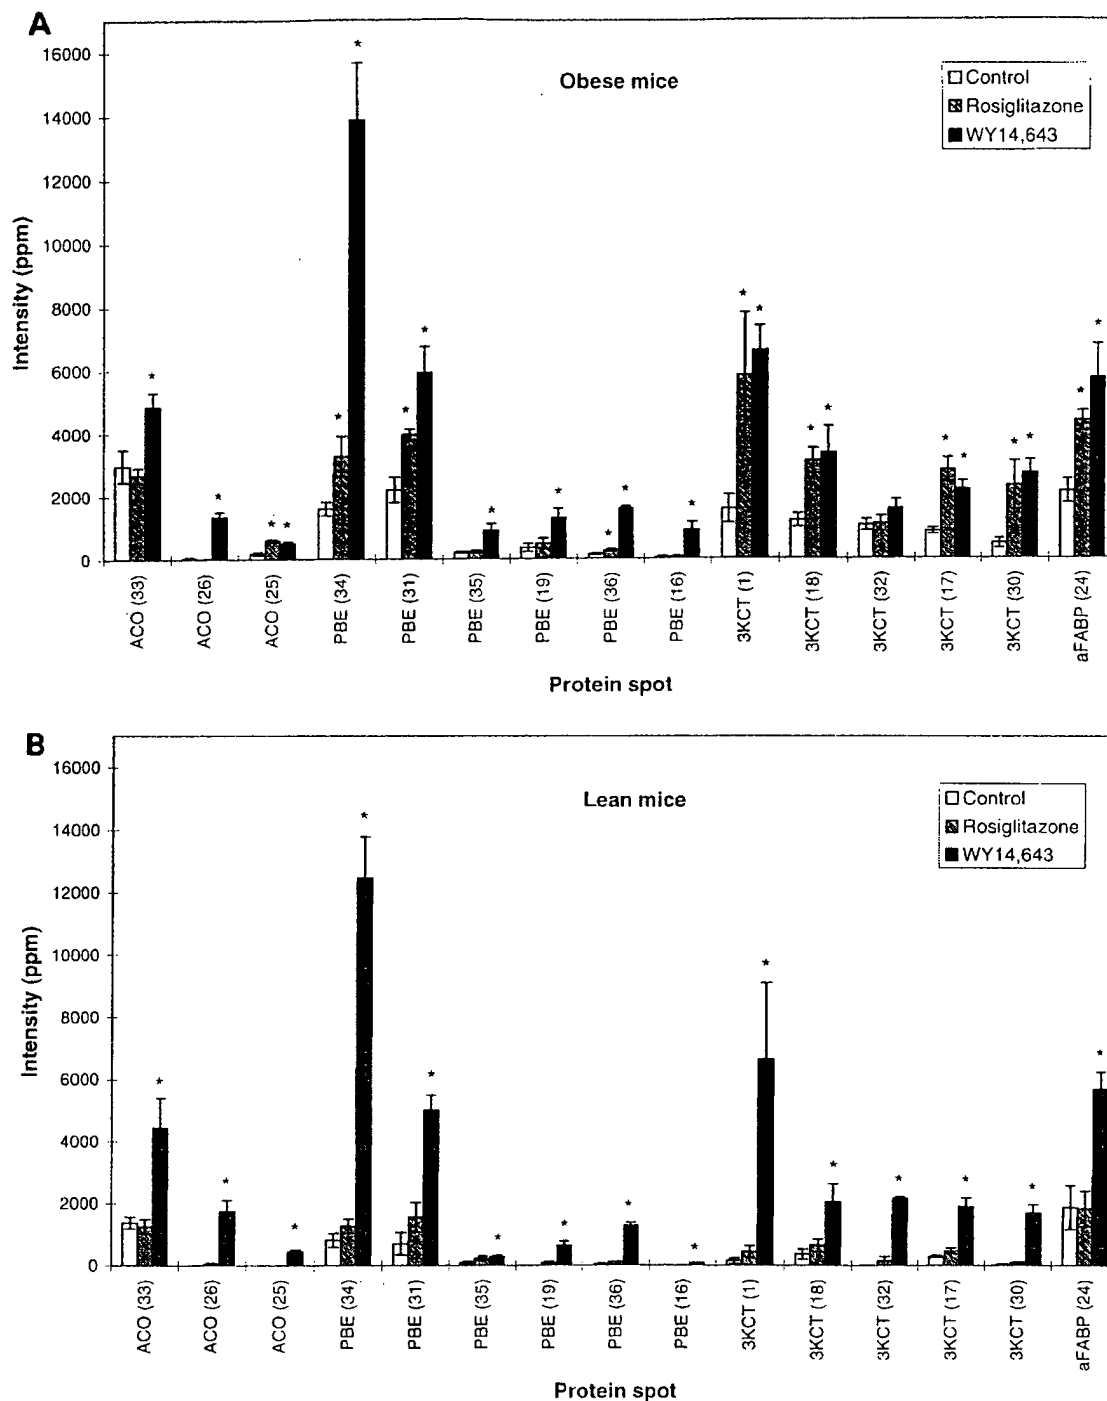 A
Obese mice
Control
Rosiglitazone
WY14,643
Intensity (ppm)
16000
14000
12000
10000
8000
6000
4000
2000
0
* * * * * * * * * * * * * * * * * * * * * * *
ACO (33) ACO (26) ACO (25) PBE (34) PBE (31) PBE (35) PBE (19) PBE (36) PBE (16) 3KCT (1) 3KCT (18) 3KCT (32) 3KCT (17) 3KCT (30) aFABP (24)
Protein spot
B
Lean mice
Control
Rosiglitazone
WY14,643
Intensity (ppm)
16000
14000
12000
10000
8000
6000
4000
2000
0
* * * * * * * * * * * * * * *
ACO (33) ACO (26) ACO (25) PBE (34) PBE (31) PBE (35) PBE (19) PBE (36) PBE (16) 3KCT (1) 3KCT (18) 3KCT (32) 3KCT (17) 3KCT (30) aFABP (24)
Protein spot